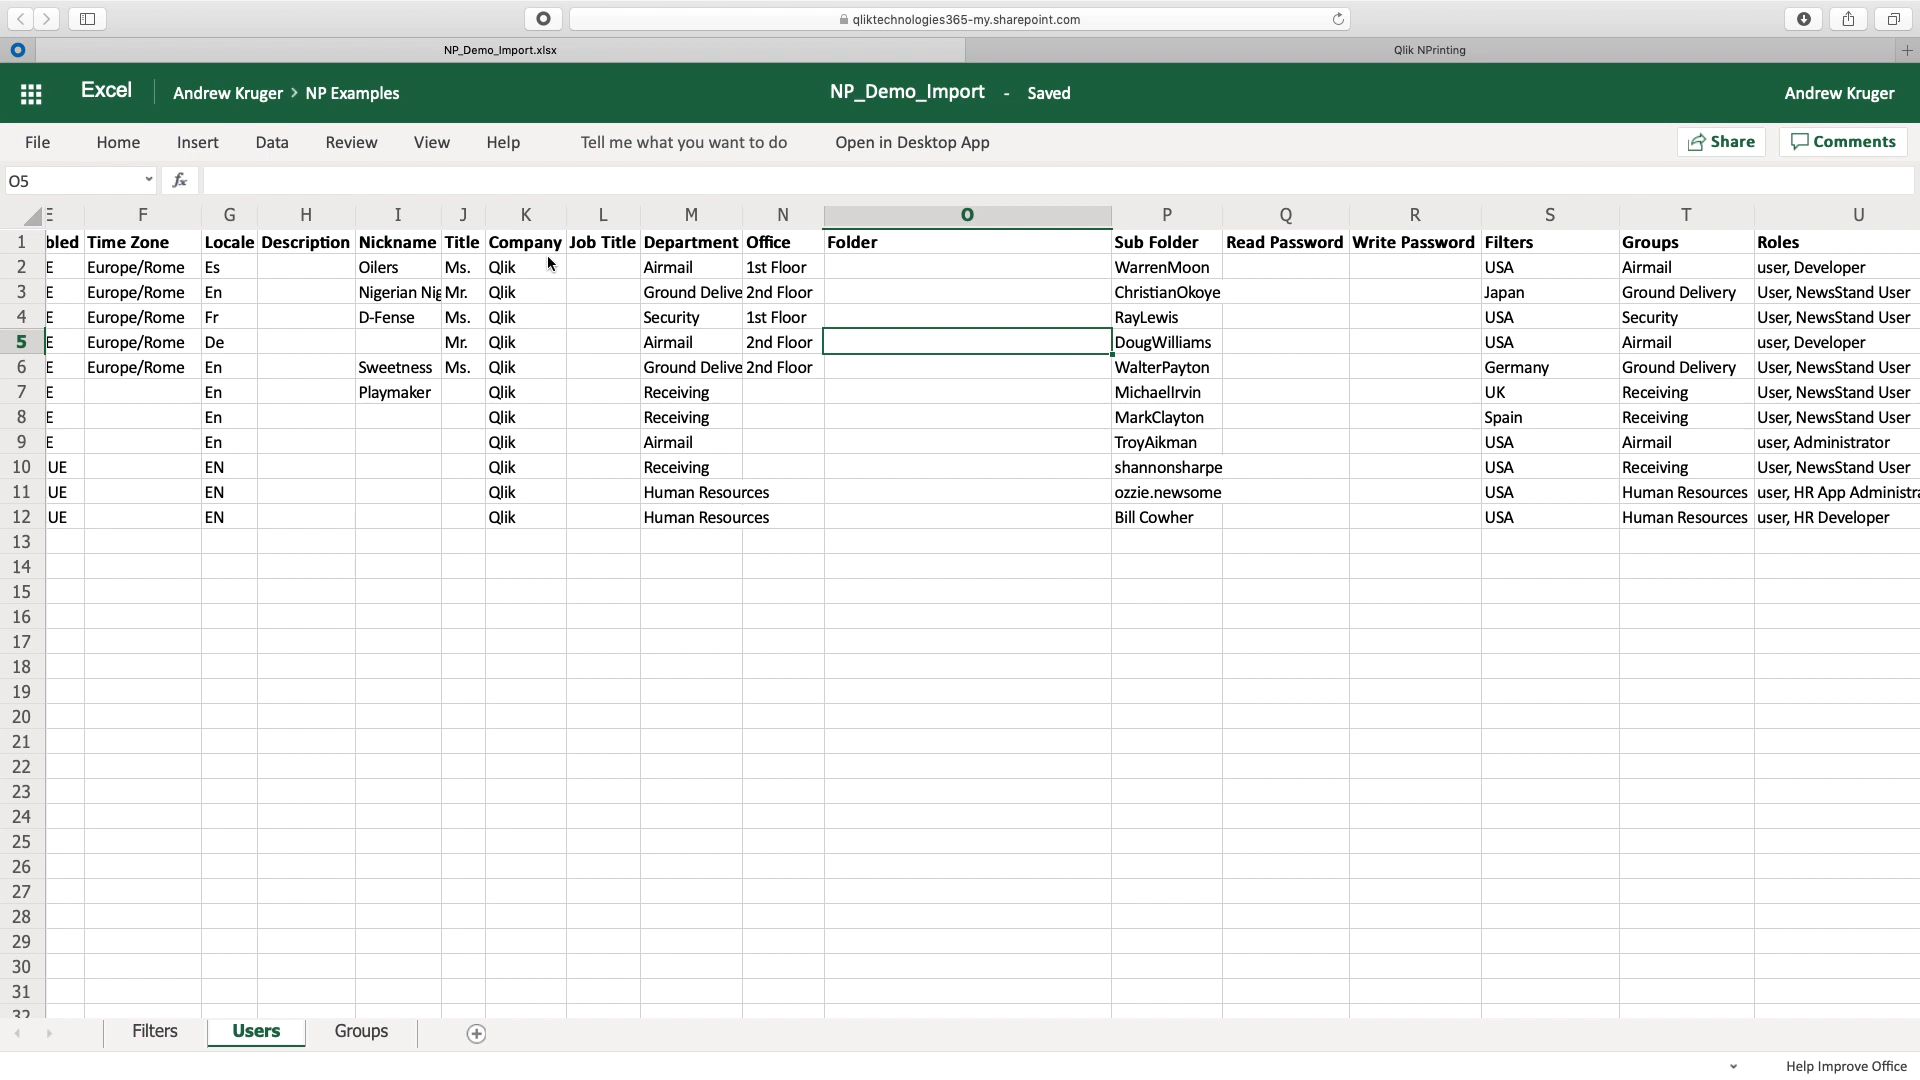 qliktechnologies365-my.sharepoint.com
NP_Demo_Import.xlsx Qlik NPrinting
Excel Andrew Kruger > NP Examples NP_Demo_Import - Saved Andrew Kruger
File Home Insert Data Review View Help Tell me what you want to do Open in Desktop App Share Comments
O5 fx
E F G H I J K L M N O P Q R S T U
1 bled Time Zone Locale Description Nickname Title Company Job Title Department Office Folder Sub Folder Read Password Write Password Filters Groups Roles
2 E Europe/Rome Es Oilers Ms. Qlik Airmail 1st Floor WarrenMoon USA Airmail user, Developer
3 E Europe/Rome En Nigerian Nig Mr. Qlik Ground Delive 2nd Floor ChristianOkoye Japan Ground Delivery User, NewsStand User
4 E Europe/Rome Fr D-Fense Ms. Qlik Security 1st Floor RayLewis USA Security User, NewsStand User
5 E Europe/Rome De Mr. Qlik Airmail 2nd Floor DougWilliams USA Airmail user, Developer
6 E Europe/Rome En Sweetness Ms. Qlik Ground Delive 2nd Floor WalterPayton Germany Ground Delivery User, NewsStand User
7 E En Playmaker Qlik Receiving MichaelIrvin UK Receiving User, NewsStand User
8 E En Qlik Receiving MarkClayton Spain Receiving User, NewsStand User
9 E En Qlik Airmail TroyAikman USA Airmail user, Administrator
10 UE EN Qlik Receiving shannonsharpe USA Receiving User, NewsStand User
11 UE EN Qlik Human Resources ozzie.newsome USA Human Resources user, HR App Administra
12 UE EN Qlik Human Resources Bill Cowher USA Human Resources user, HR Developer
13
14
15
16
17
18
19
20
21
22
23
24
25
26
27
28
29
30
31
32
Filters Users Groups
Help Improve Office